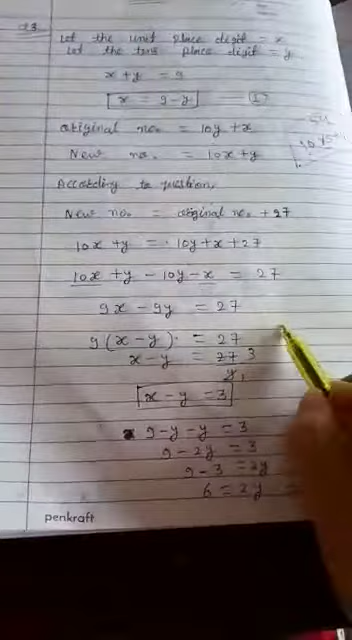 23.
Let the unit place digit = x
Let the tens place digit = y
x + y = 9
x = 9-y (I)
original no. = 10y + x
New no. = 10x + y
According to question,
New no. = original no. + 27
10x + y = 10y + x + 27
10x + y - 10y - x = 27
9x - 9y = 27
9(x - y) = 27
x - y = 27 3
9,
x - y = 3
9 - y - y = 3
9 - 2y = 3
9 - 3 = 2y
6 = 2y =
penkraft